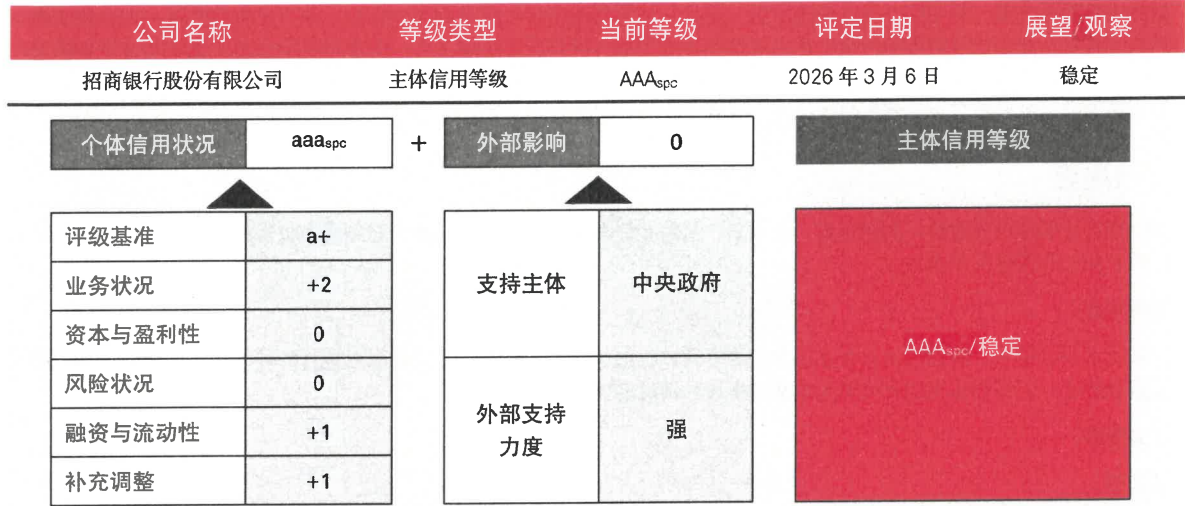 公司名称 等级类型 当前等级 评定日期 展望/观察
招商银行股份有限公司 主体信用等级 AAAspc 2026年3月6日 稳定
个体信用状况 aaaspc + 外部影响 0 主体信用等级
评级基准 a+
业务状况 +2
资本与盈利性 0
风险状况 0
融资与流动性 +1
补充调整 +1
支持主体 中央政府
外部支持
力度
强
AAAspc/稳定